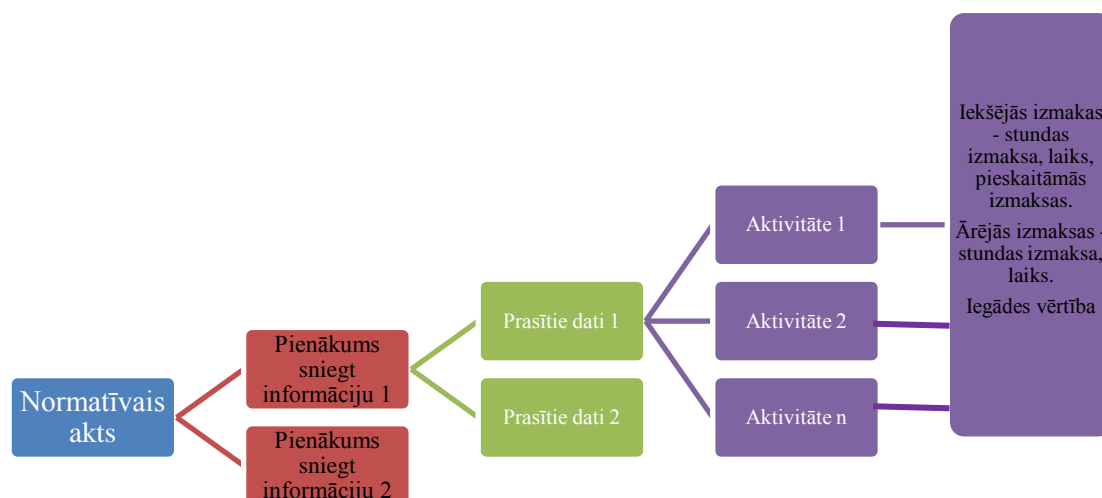 Normatīvais
akts
Pienākums
sniegt
informāciju 1
Pienākums
sniegt
informāciju 2
Prasītie dati 1
Prasītie dati 2
Aktivitāte 1
Aktivitāte 2
Aktivitāte n
Iekšējās izmakas
- stundas
izmaksa, laiks,
pieskaitāmās
izmaksas.
Ārējās izmaksas -
stundas izmaksa,
laiks.
Iegādes vērtība